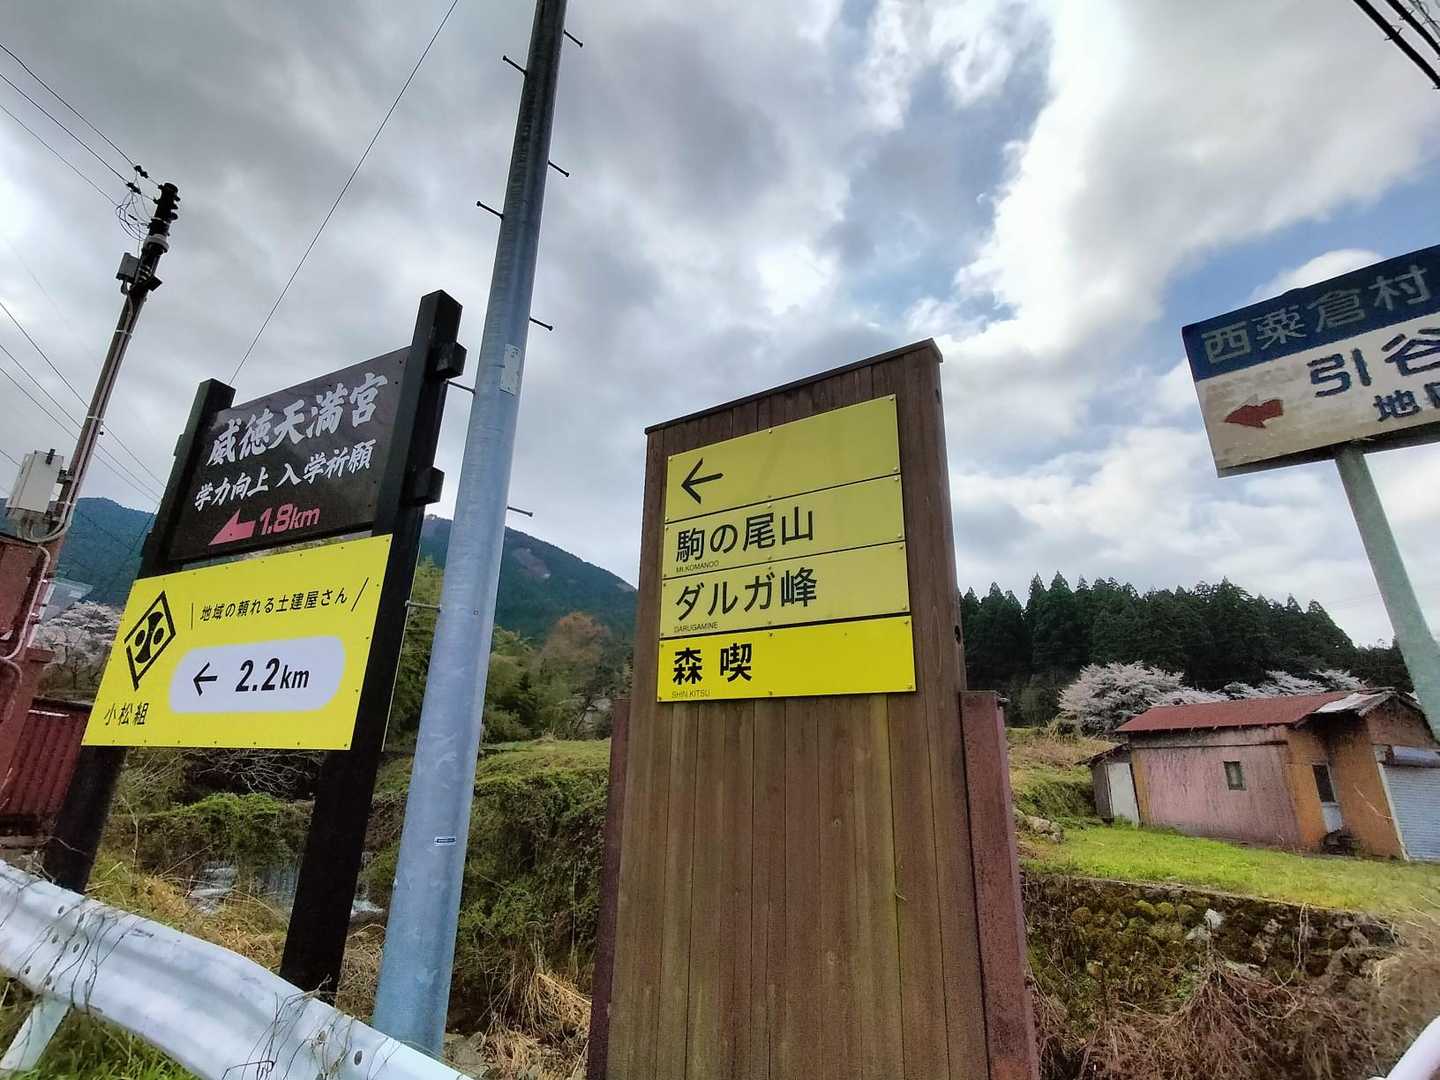 威徳天満宮
学力向上 入学祈願
1.8km
地域の頼れる土建屋さん
← 2.2km
小松組
←
駒の尾山
Mt.KOMANOO
ダルガ峰
DARUGAMINE
森 喫
SHIN KITSU
西粟倉村
引谷
地